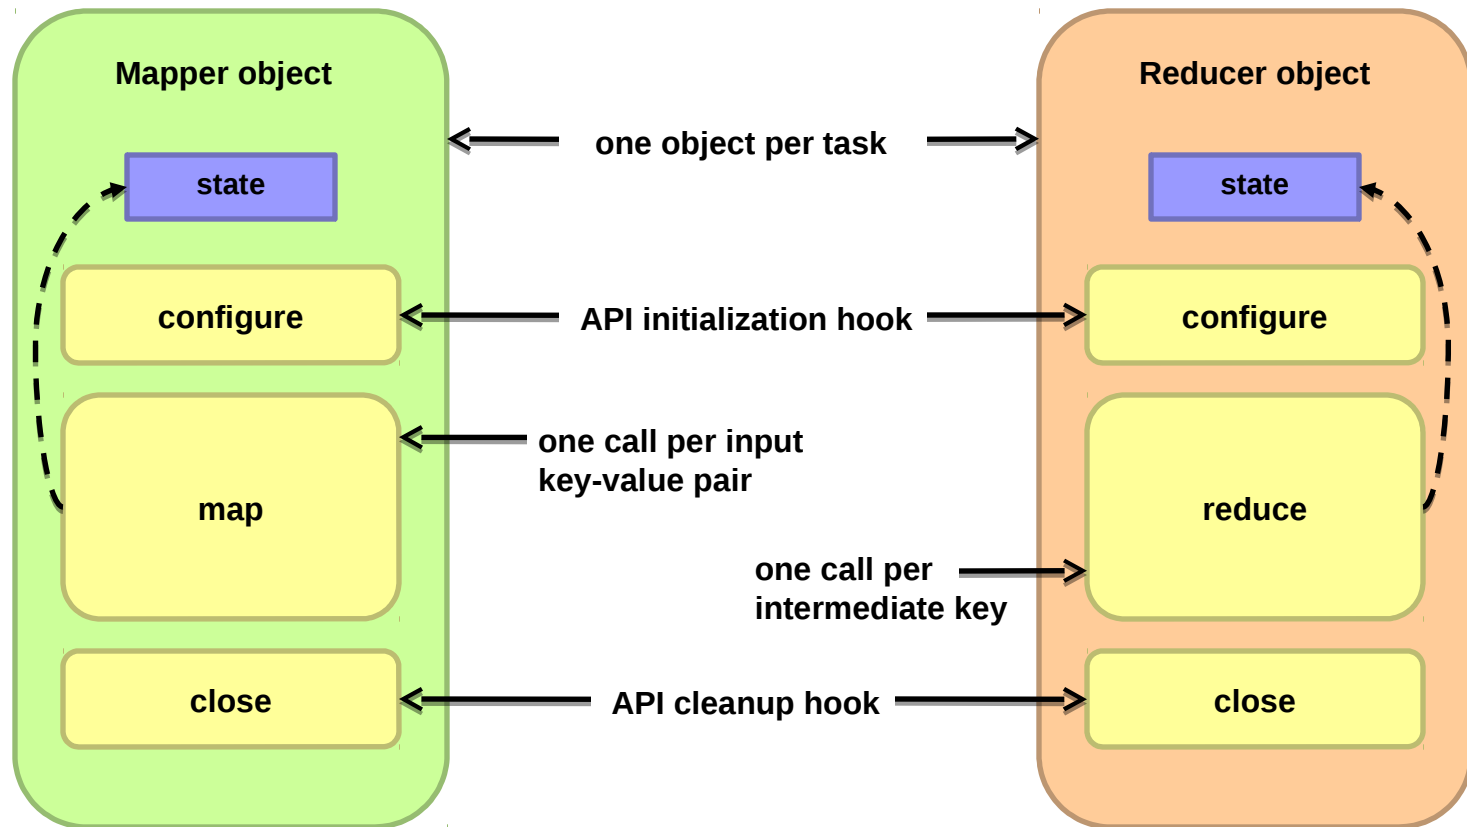 Mapper object
Reducer object
one object per task
state
state
configure
API initialization hook
configure
one call per input
key-value pair
map
reduce
one call per
intermediate key
close
API cleanup hook
close